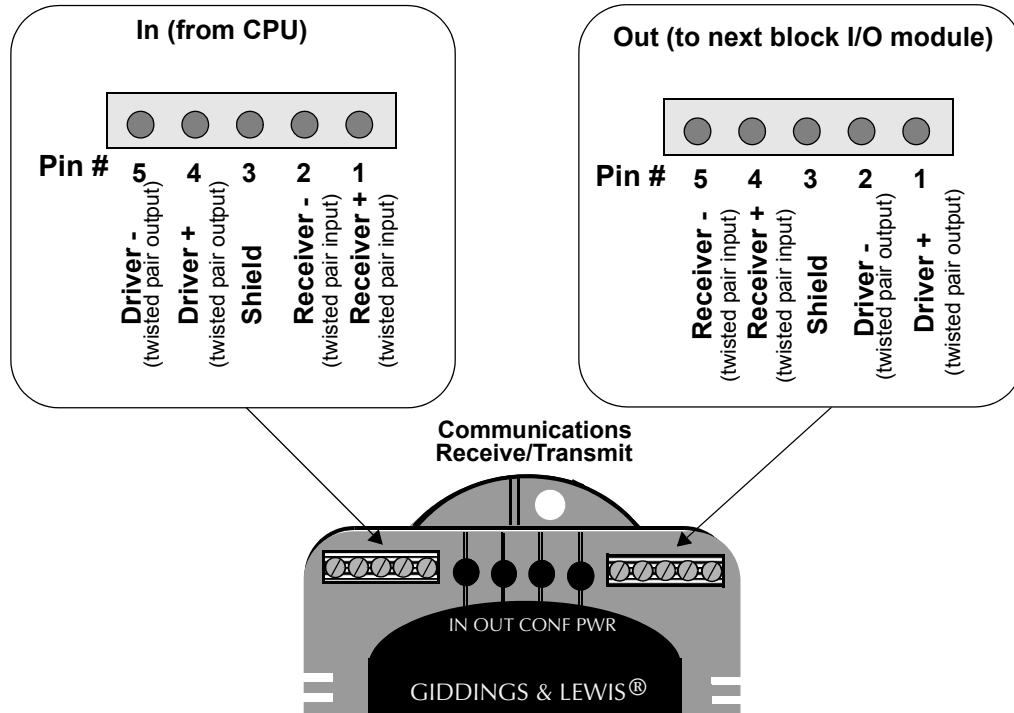 In (from CPU)
Pin #
5 4 3 2 1
Driver -
(twisted pair output)
Driver +
(twisted pair output)
Shield
Receiver -
(twisted pair input)
Receiver +
(twisted pair input)
Out (to next block I/O module)
Pin #
5 4 3 2 1
Receiver -
(twisted pair input)
Receiver +
(twisted pair input)
Shield
Driver -
(twisted pair output)
Driver +
(twisted pair output)
Communications
Receive/Transmit
IN OUT CONF PWR
GIDDINGS & LEWIS®